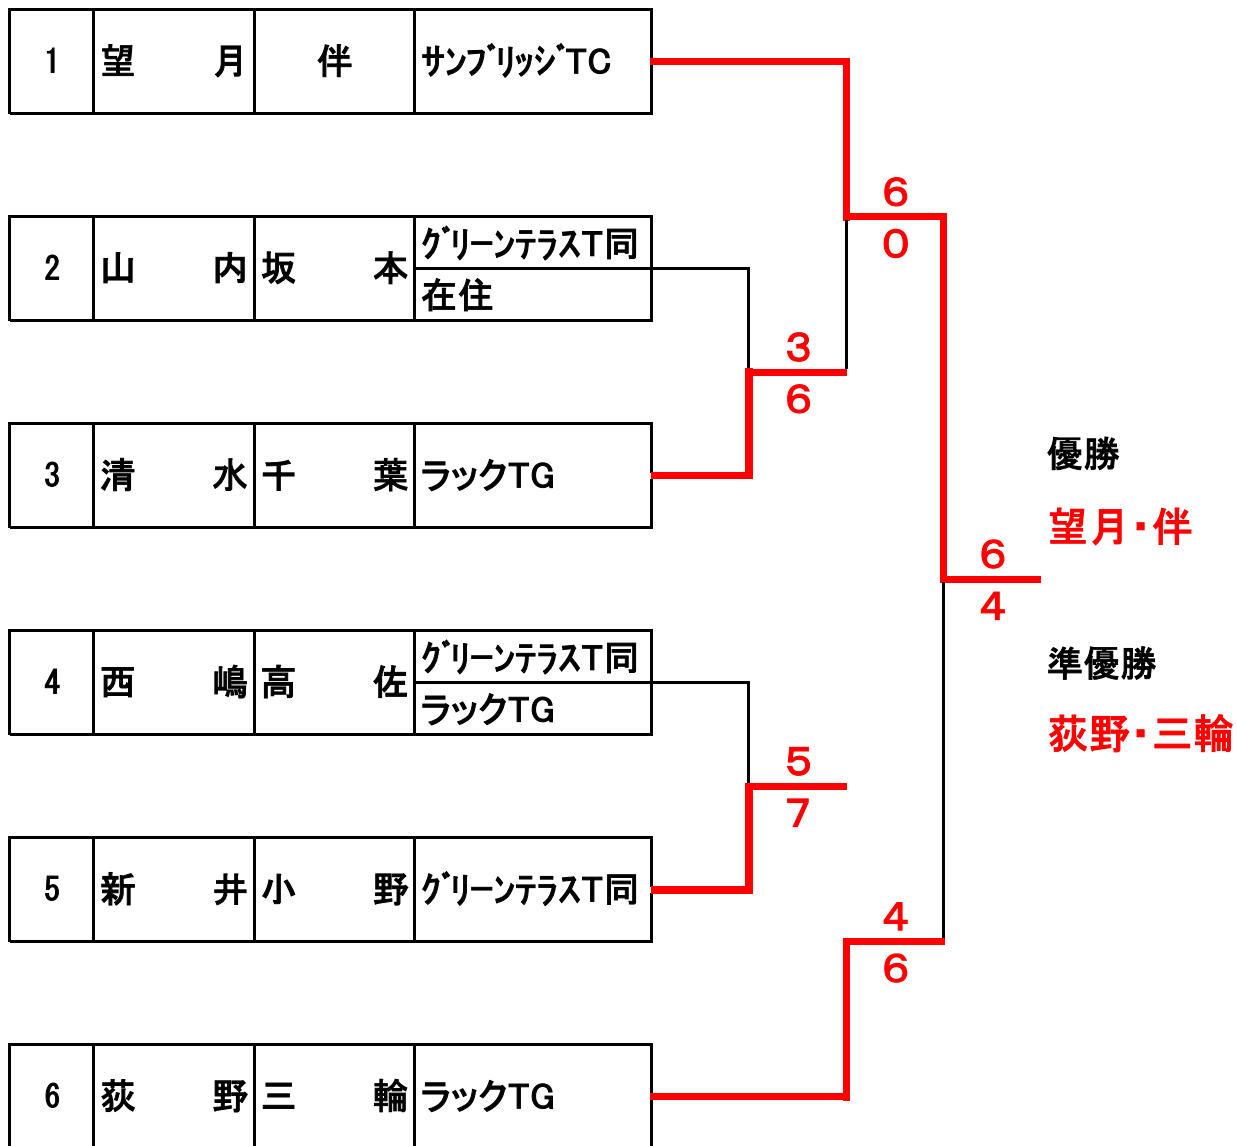 1 望月 伴 ｻﾝﾌﾞﾘｯｼﾞTC
6
0
2 山内 坂本 ｸﾞﾘｰﾝﾃﾗｽT同
在住
3
6
3 清水 千葉 ラックTG
優勝
望月・伴
6
4
4 西嶋 高佐 ｸﾞﾘｰﾝﾃﾗｽT同
ラックTG
準優勝
荻野・三輪
5
7
5 新井 小野 ｸﾞﾘｰﾝﾃﾗｽT同
4
6
6 荻野 三輪 ラックTG